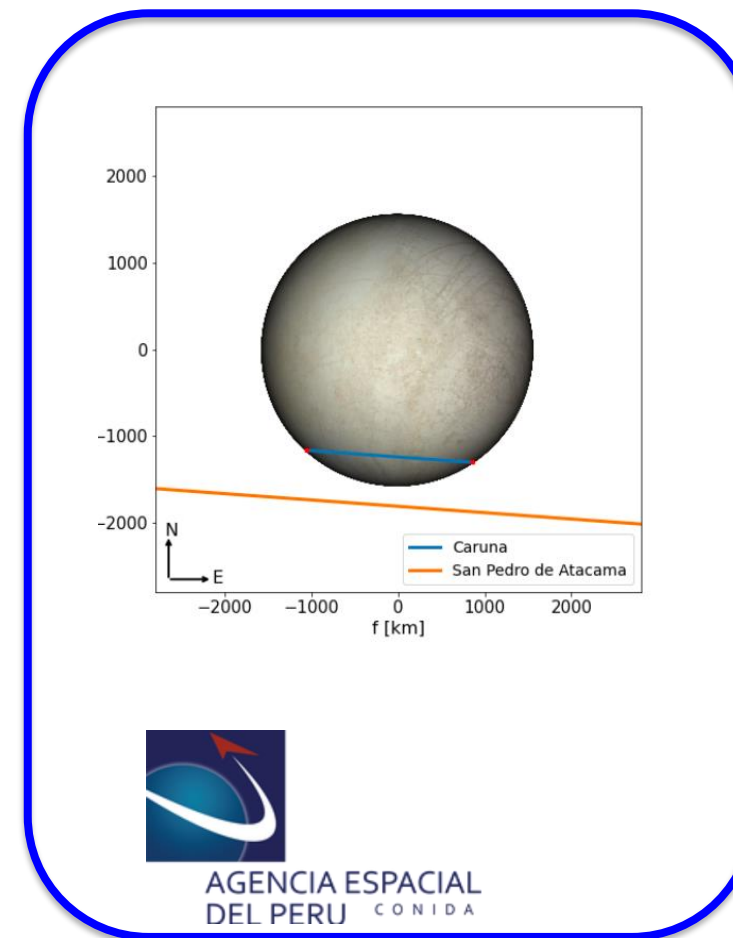 2000
1000
0
−1000
−2000
N
E
Caruna
San Pedro de Atacama
−2000 −1000 0 1000 2000
f [km]
AGENCIA ESPACIAL
DEL PERU CONIDA